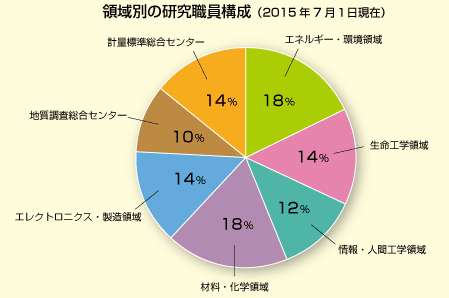 領域別の研究職員構成（2015年7月1日現在）
エネルギー・環境領域
18%
生命工学領域
14%
情報・人間工学領域
12%
材料・化学領域
18%
エレクトロニクス・製造領域
14%
地質調査総合センター
10%
計量標準総合センター
14%